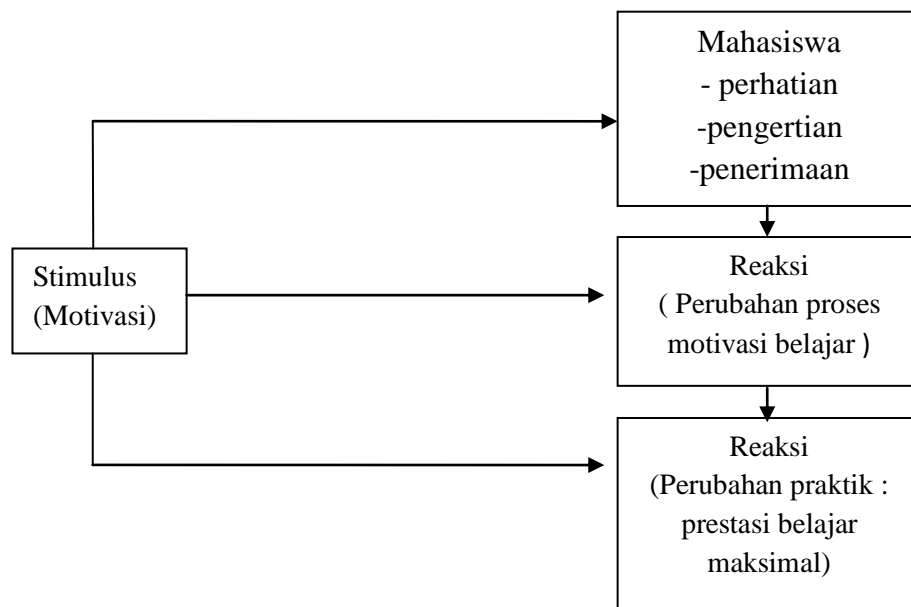 Mahasiswa
- perhatian
-pengertian
-penerimaan
Stimulus
(Motivasi)
Reaksi
( Perubahan proses
motivasi belajar )
Reaksi
(Perubahan praktik :
prestasi belajar
maksimal)